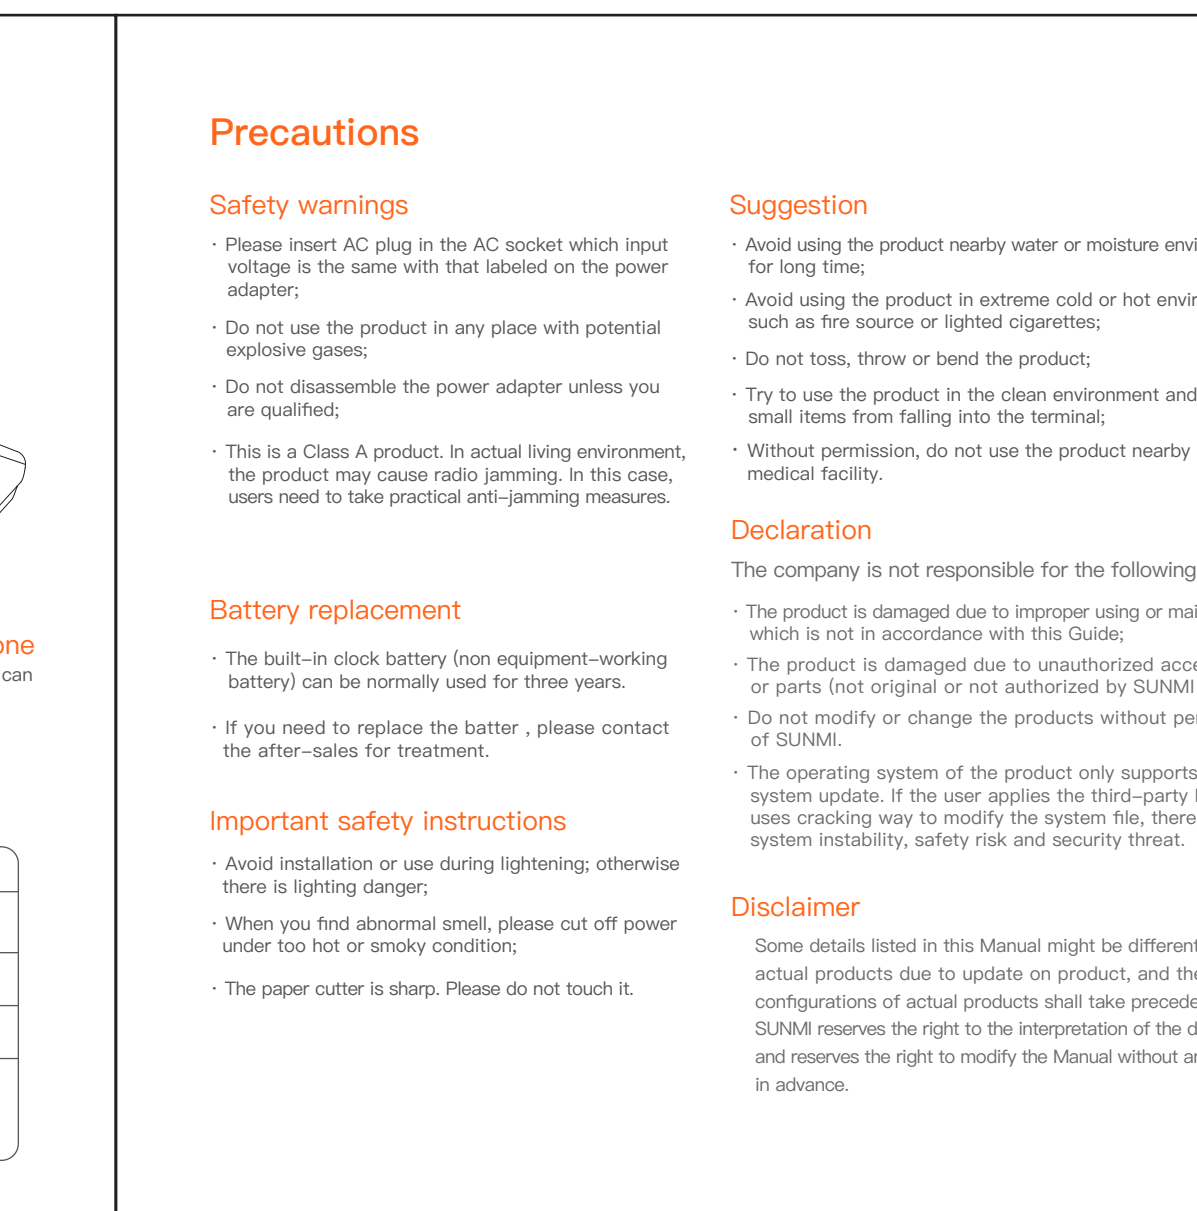 one
can
Precautions
Safety warnings
· Please insert AC plug in the AC socket which input
voltage is the same with that labeled on the power
adapter;
· Do not use the product in any place with potential
explosive gases;
· Do not disassemble the power adapter unless you
are qualified;
· This is a Class A product. In actual living environment,
the product may cause radio jamming. In this case,
users need to take practical anti-jamming measures.
Battery replacement
· The built-in clock battery (non equipment-working
battery) can be normally used for three years.
· If you need to replace the batter , please contact
the after-sales for treatment.
Important safety instructions
· Avoid installation or use during lightening; otherwise
there is lighting danger;
· When you find abnormal smell, please cut off power
under too hot or smoky condition;
· The paper cutter is sharp. Please do not touch it.
Suggestion
· Avoid using the product nearby water or moisture envi
for long time;
· Avoid using the product in extreme cold or hot envir
such as fire source or lighted cigarettes;
· Do not toss, throw or bend the product;
· Try to use the product in the clean environment and
small items from falling into the terminal;
· Without permission, do not use the product nearby
medical facility.
Declaration
The company is not responsible for the following
· The product is damaged due to improper using or mai
which is not in accordance with this Guide;
· The product is damaged due to unauthorized acce
or parts (not original or not authorized by SUNMI
· Do not modify or change the products without per
of SUNMI.
· The operating system of the product only supports
system update. If the user applies the third-party
uses cracking way to modify the system file, there
system instability, safety risk and security threat.
Disclaimer
Some details listed in this Manual might be different
actual products due to update on product, and the
configurations of actual products shall take precede
SUNMI reserves the right to the interpretation of the d
and reserves the right to modify the Manual without an
in advance.